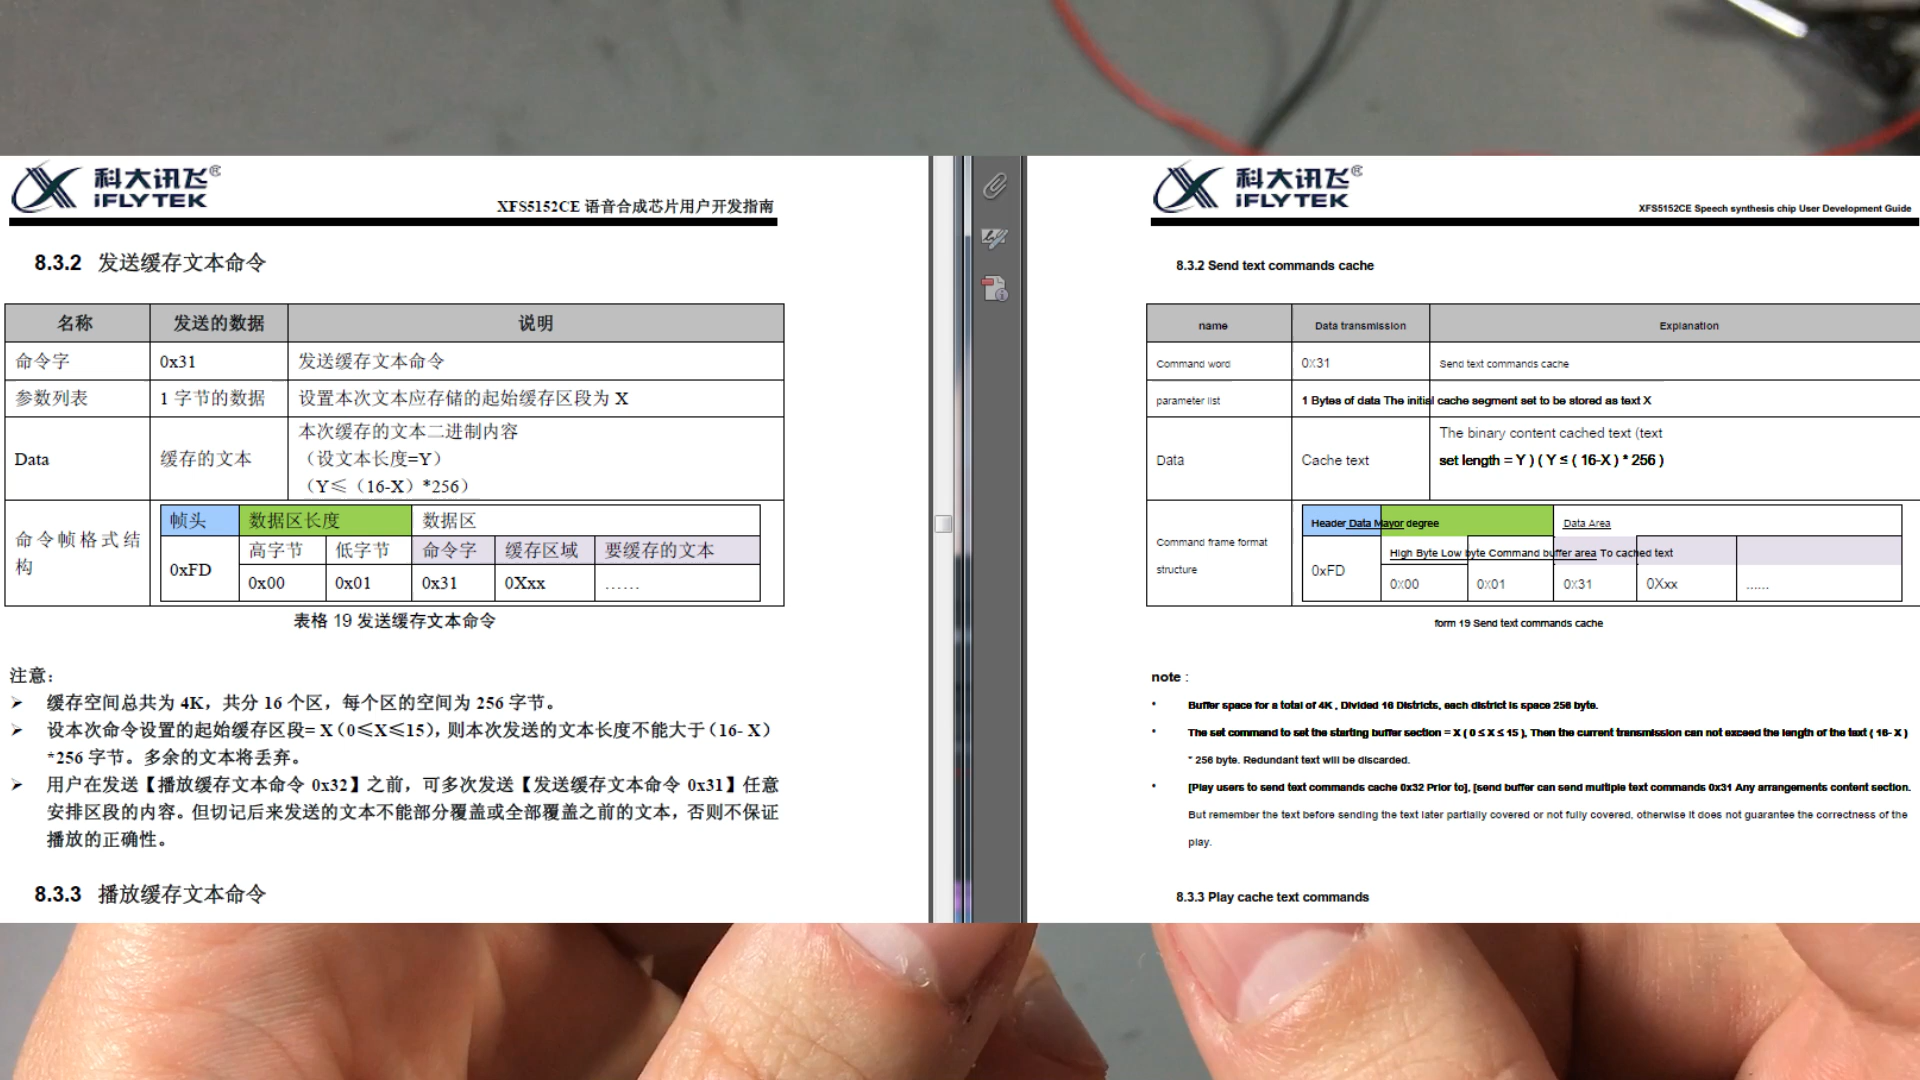 科大讯飞®
iFLYTEK
XFS5152CE 语音合成芯片用户开发指南
8.3.2 发送缓存文本命令
名称 发送的数据 说明
命令字 0x31 发送缓存文本命令
参数列表 1 字节的数据 设置本次文本应存储的起始缓存区段为 X
Data 缓存的文本 本次缓存的文本二进制内容
（设文本长度=Y）
（Y≤（16-X）*256）
命令帧格式结
构
帧头 数据区长度 数据区
0xFD 高字节 低字节 命令字 缓存区域 要缓存的文本
0x00 0x01 0x31 0Xxx ......
表格 19 发送缓存文本命令
注意：
➢ 缓存空间总共为 4K，共分 16 个区，每个区的空间为 256 字节。
➢ 设本次命令设置的起始缓存区段= X（0≤X≤15），则本次发送的文本长度不能大于（16- X）
*256 字节。多余的文本将丢弃。
➢ 用户在发送【播放缓存文本命令 0x32】之前，可多次发送【发送缓存文本命令 0x31】任意
安排区段的内容。但切记后来发送的文本不能部分覆盖或全部覆盖之前的文本，否则不保证
播放的正确性。
8.3.3 播放缓存文本命令
科大讯飞®
iFLYTEK
XFS5152CE Speech synthesis chip User Development Guide
8.3.2 Send text commands cache
name Data transmission Explanation
Command word 0x31 Send text commands cache
parameter list 1 Bytes of data The initial cache segment set to be stored as text X
Data Cache text The binary content cached text (text
set length = Y ) ( Y ≤ ( 16-X ) * 256 )
Command frame format
structure
Header Data Mayor degree Data Area
0xFD High Byte Low byte Command buffer area To cached text
0x00 0x01 0x31 0Xxx ......
form 19 Send text commands cache
note :
• Buffer space for a total of 4K , Divided 16 Districts, each district is space 256 byte.
• The set command to set the starting buffer section = X ( 0 ≤ X ≤ 15 ), Then the current transmission can not exceed the length of the text ( 16- X )
* 256 byte. Redundant text will be discarded.
• [Play users to send text commands cache 0x32 Prior to], [send buffer can send multiple text commands 0x31 Any arrangements content section.
But remember the text before sending the text later partially covered or not fully covered, otherwise it does not guarantee the correctness of the
play.
8.3.3 Play cache text commands